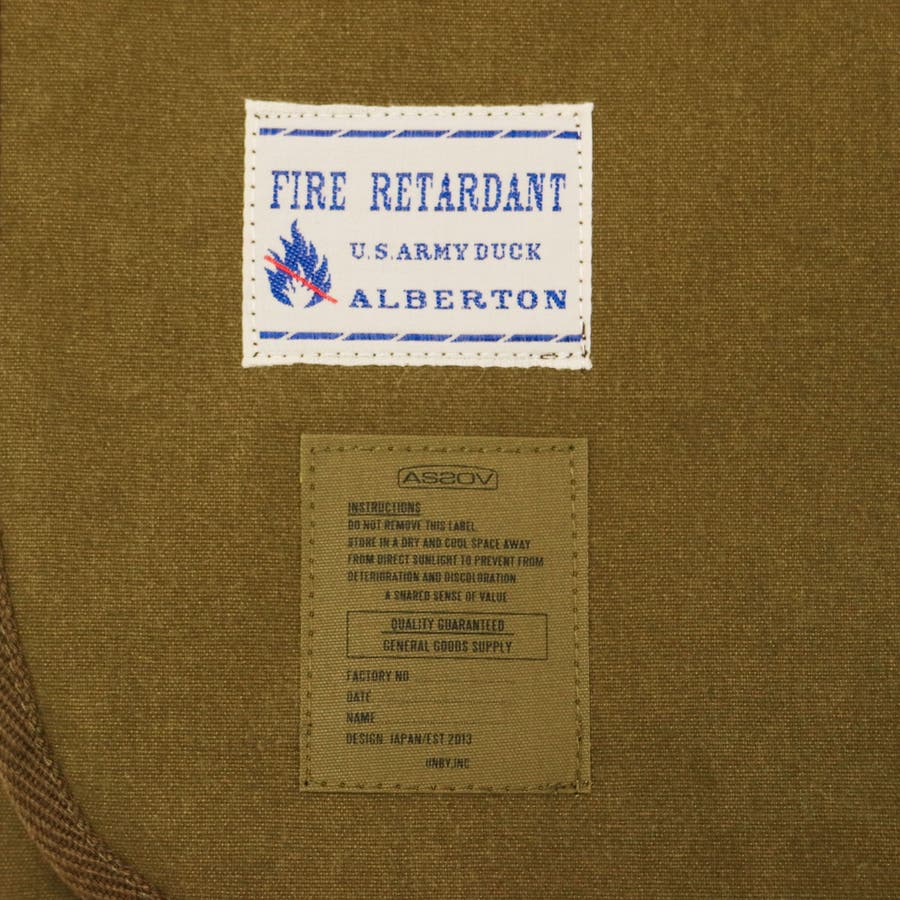 FIRE RETARDANT
U.S.ARMY DUCK
ALBERTON
AS2OV
INSTRUCTIONS
DO NOT REMOVE THIS LABEL
STORE IN A DRY AND COOL SPACE AWAY
FROM DIRECT SUNLIGHT TO PREVENT FROM
DETERIORATION AND DISCOLORATION
A SHARED SENSE OF VALUE
QUALITY GUARANTEED
GENERAL GOODS SUPPLY
FACTORY NO
DATE
NAME
DESIGN JAPAN/EST 2013
UNBY,INC